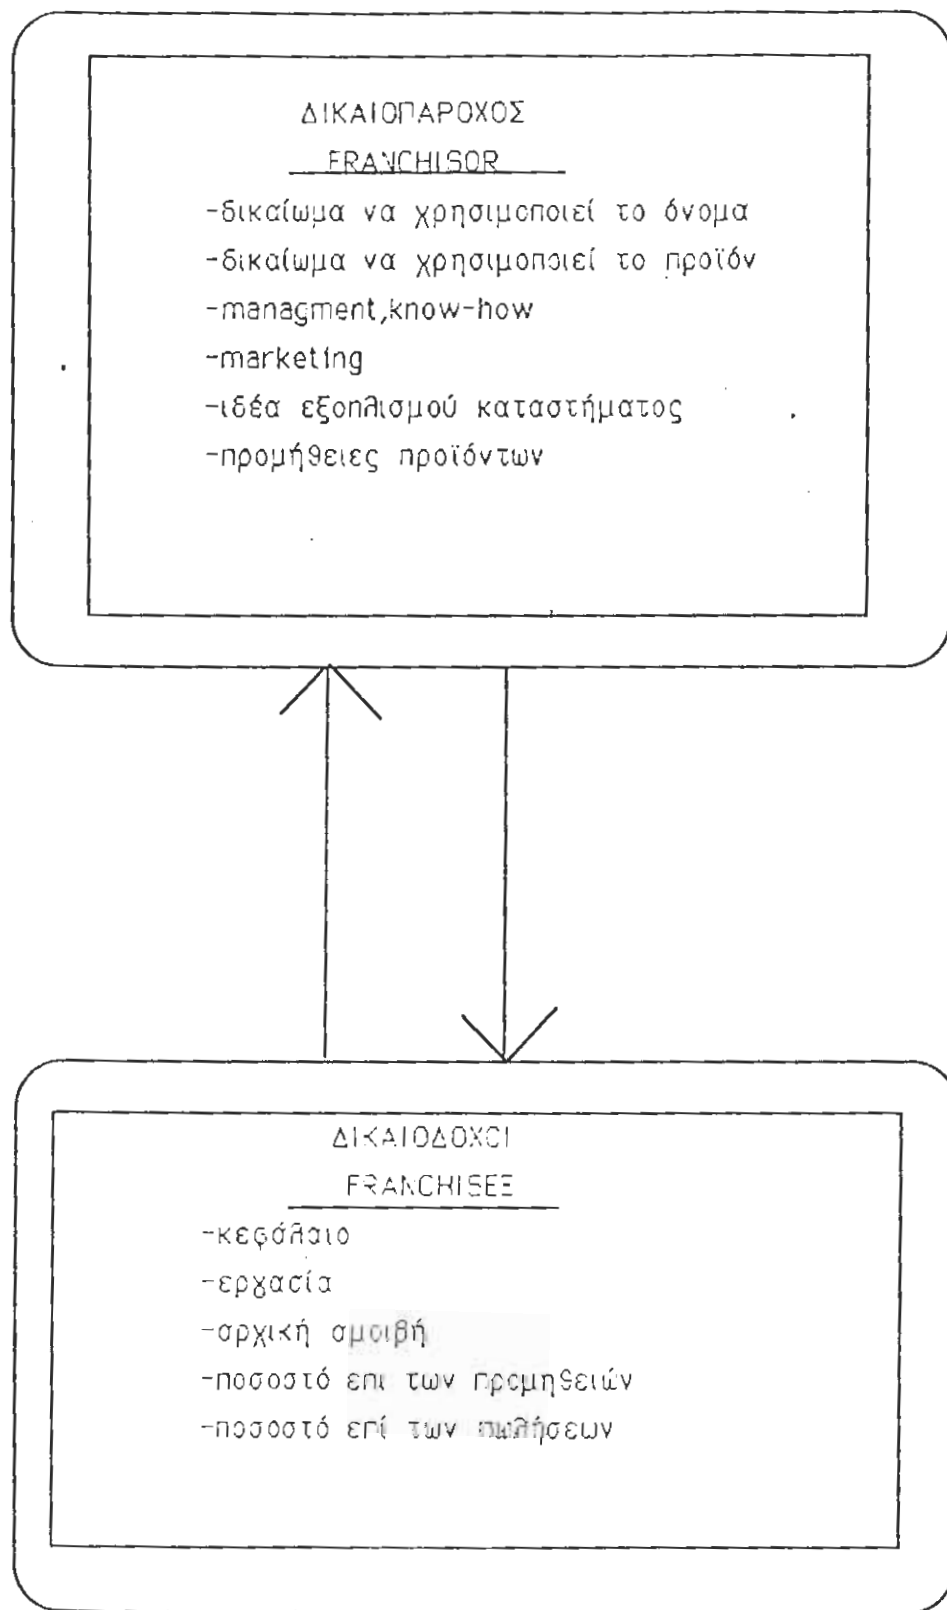 ΔΙΚΑΙΟΠΑΡΟΧΟΣ
FRANCHISOR
-δικαίωμα να χρησιμοποιεί το όνομα
-δικαίωμα να χρησιμοποιεί το προϊόν
-managment,know-how
-marketing
-ιδέα εξοπλισμού καταστήματος
-προμήθειες προϊόντων
ΔΙΚΑΙΟΔΟΧΟΙ
FRANCHISEE
-κεφάλαιο
-εργασία
-αρχική αμοιβή
-ποσοστό επι των προμηθειών
-ποσοστό επί των πωλήσεων